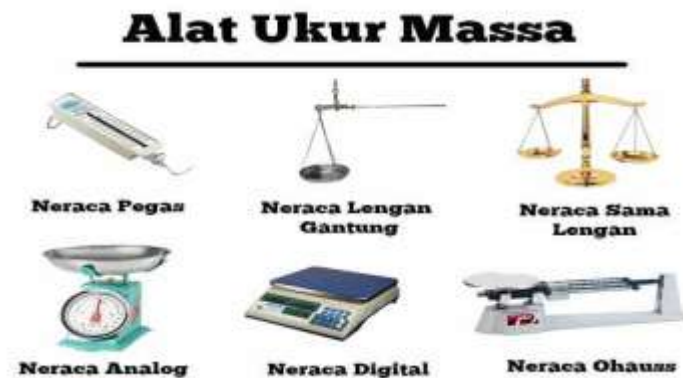 Alat Ukur Massa
Neraca Pegas
Neraca Lengan
Gantung
Neraca Sama
Lengan
Neraca Analog
Neraca Digital
Neraca Ohauss